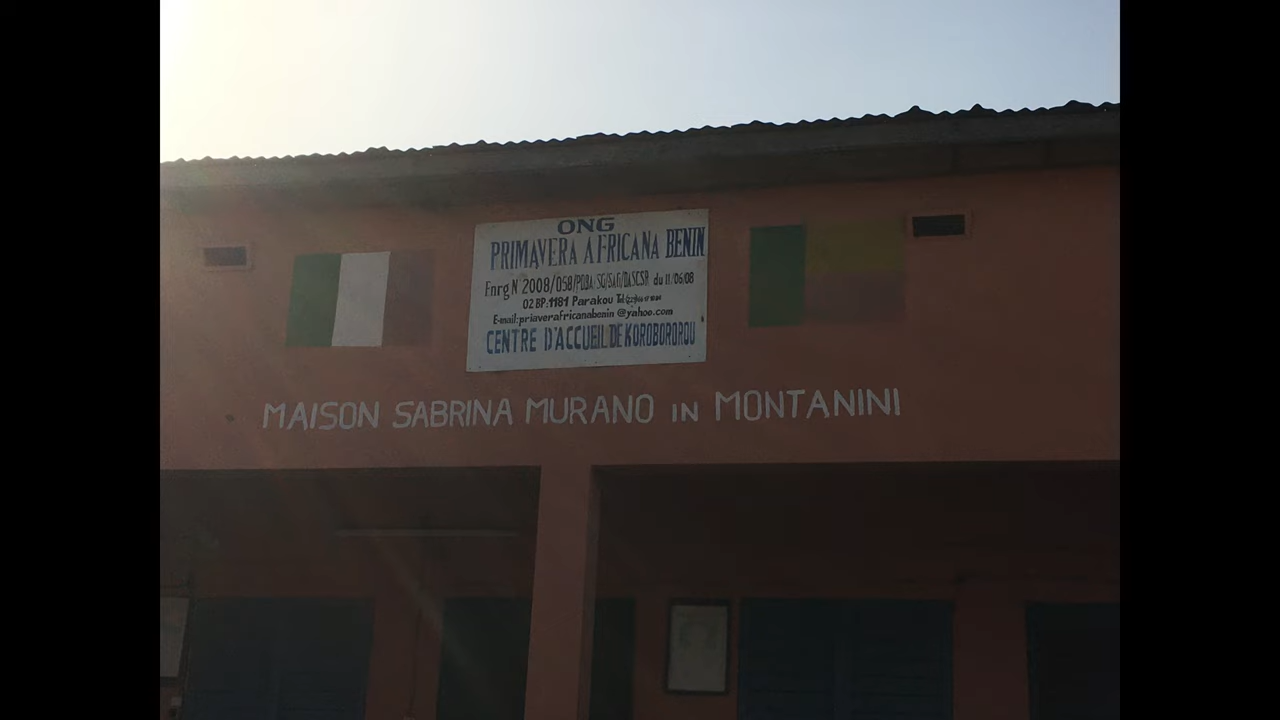 ONG
PRIMAVERA AFRICANA BENIN
Enrg N° 2008/058/PDBA/SG/SAG/DASCSR du 11/06/08
02 BP:1181 Parakou Tel:
E-mail:priaverafricanabenin@yahoo.com
CENTRE D'ACCUEIL DE KOROBOROROU
MAISON SABRINA MURANO in MONTANINI